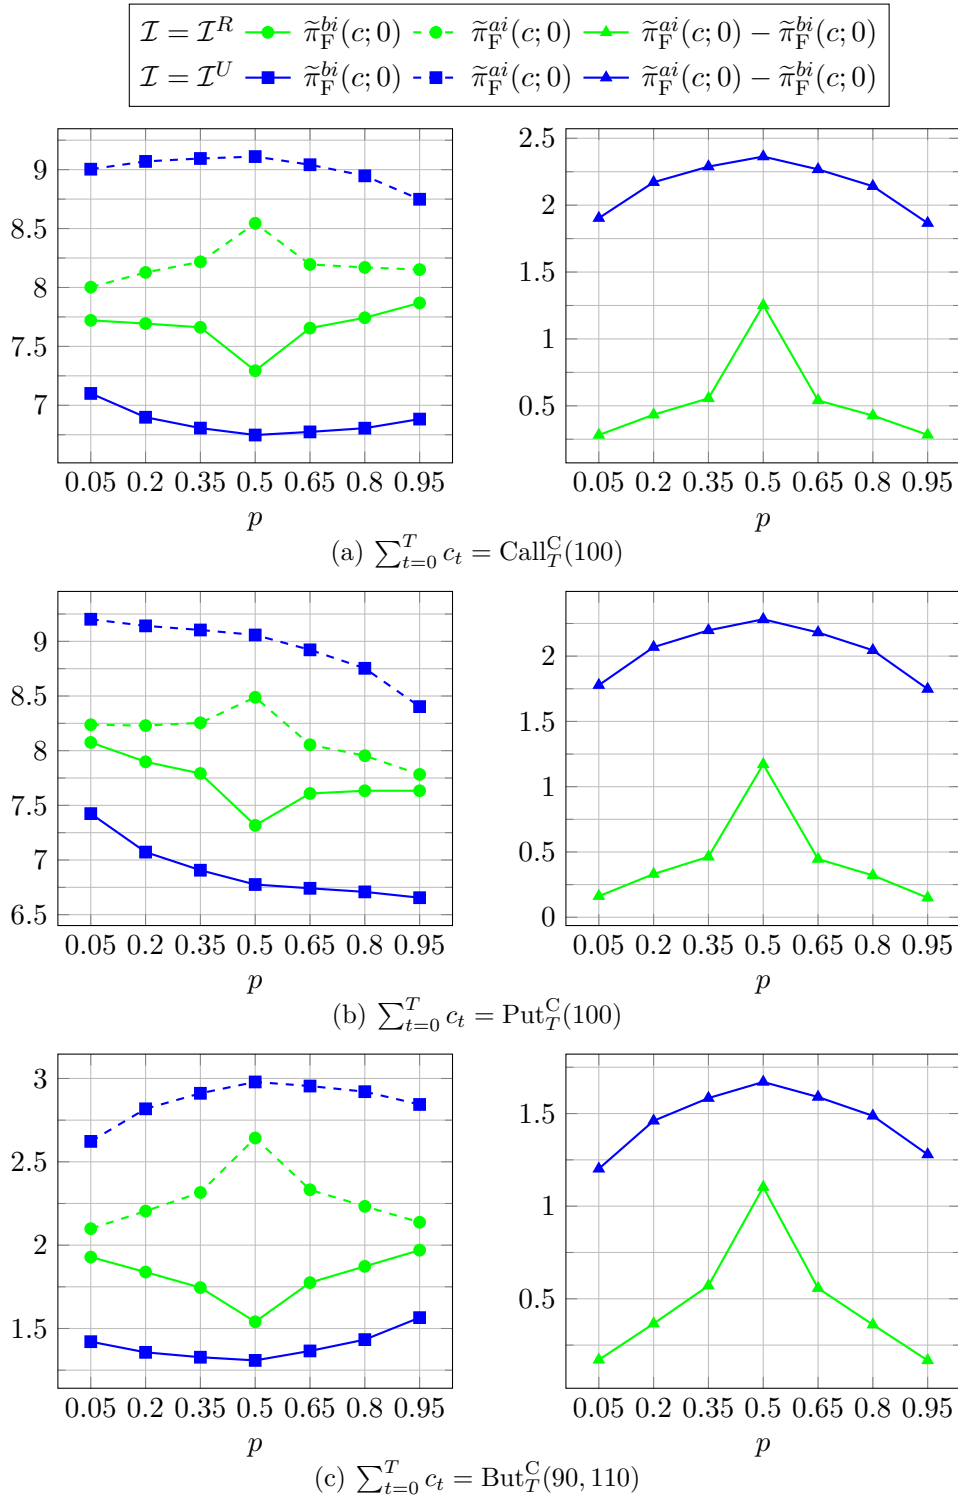 𝓘 = 𝓘^R π̃_F^{bi}(c;0) π̃_F^{ai}(c;0) π̃_F^{ai}(c;0) − π̃_F^{bi}(c;0)
𝓘 = 𝓘^U π̃_F^{bi}(c;0) π̃_F^{ai}(c;0) π̃_F^{ai}(c;0) − π̃_F^{bi}(c;0)
9
8.5
8
7.5
7
0.05 0.2 0.35 0.5 0.65 0.8 0.95
p
2.5
2
1.5
1
0.5
0.05 0.2 0.35 0.5 0.65 0.8 0.95
p
(a) ∑_{t=0}^T c_t = Call_T^C(100)
9
8.5
8
7.5
7
6.5
0.05 0.2 0.35 0.5 0.65 0.8 0.95
p
2
1.5
1
0.5
0
0.05 0.2 0.35 0.5 0.65 0.8 0.95
p
(b) ∑_{t=0}^T c_t = Put_T^C(100)
3
2.5
2
1.5
0.05 0.2 0.35 0.5 0.65 0.8 0.95
p
1.5
1
0.5
0.05 0.2 0.35 0.5 0.65 0.8 0.95
p
(c) ∑_{t=0}^T c_t = But_T^C(90, 110)